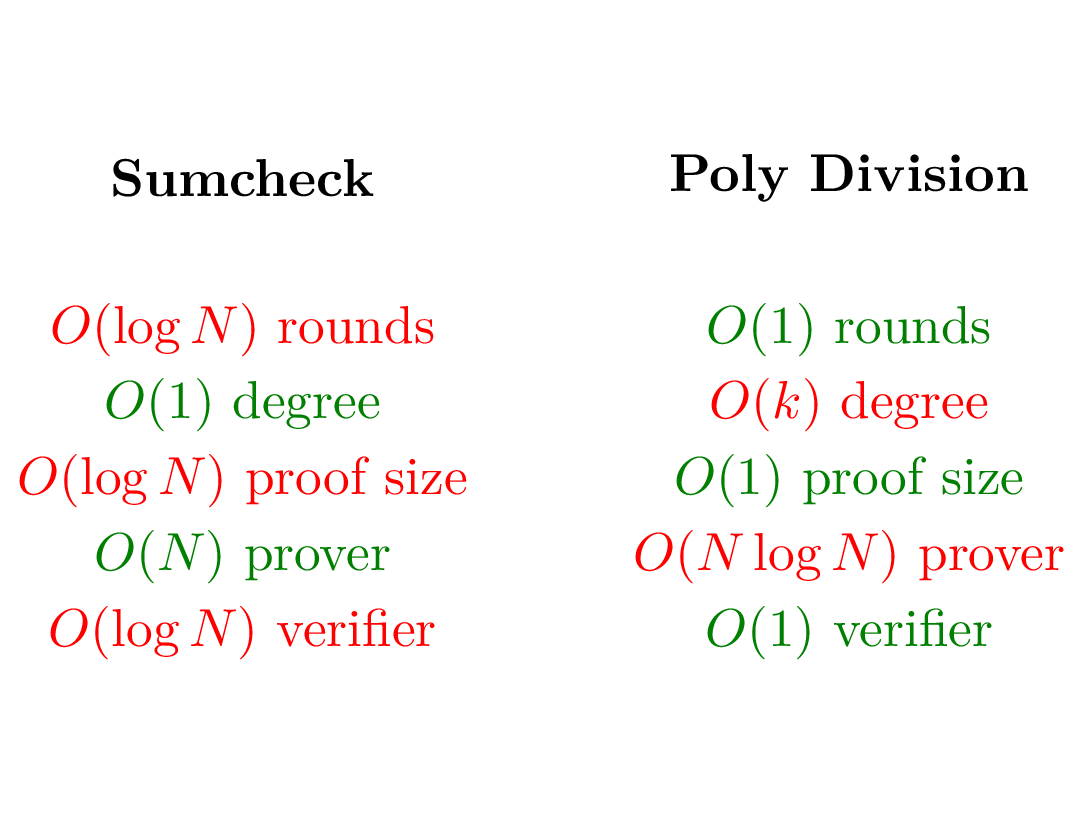 Sumcheck
O(log N) rounds
O(1) degree
O(log N) proof size
O(N) prover
O(log N) verifier
Poly Division
O(1) rounds
O(k) degree
O(1) proof size
O(N log N) prover
O(1) verifier